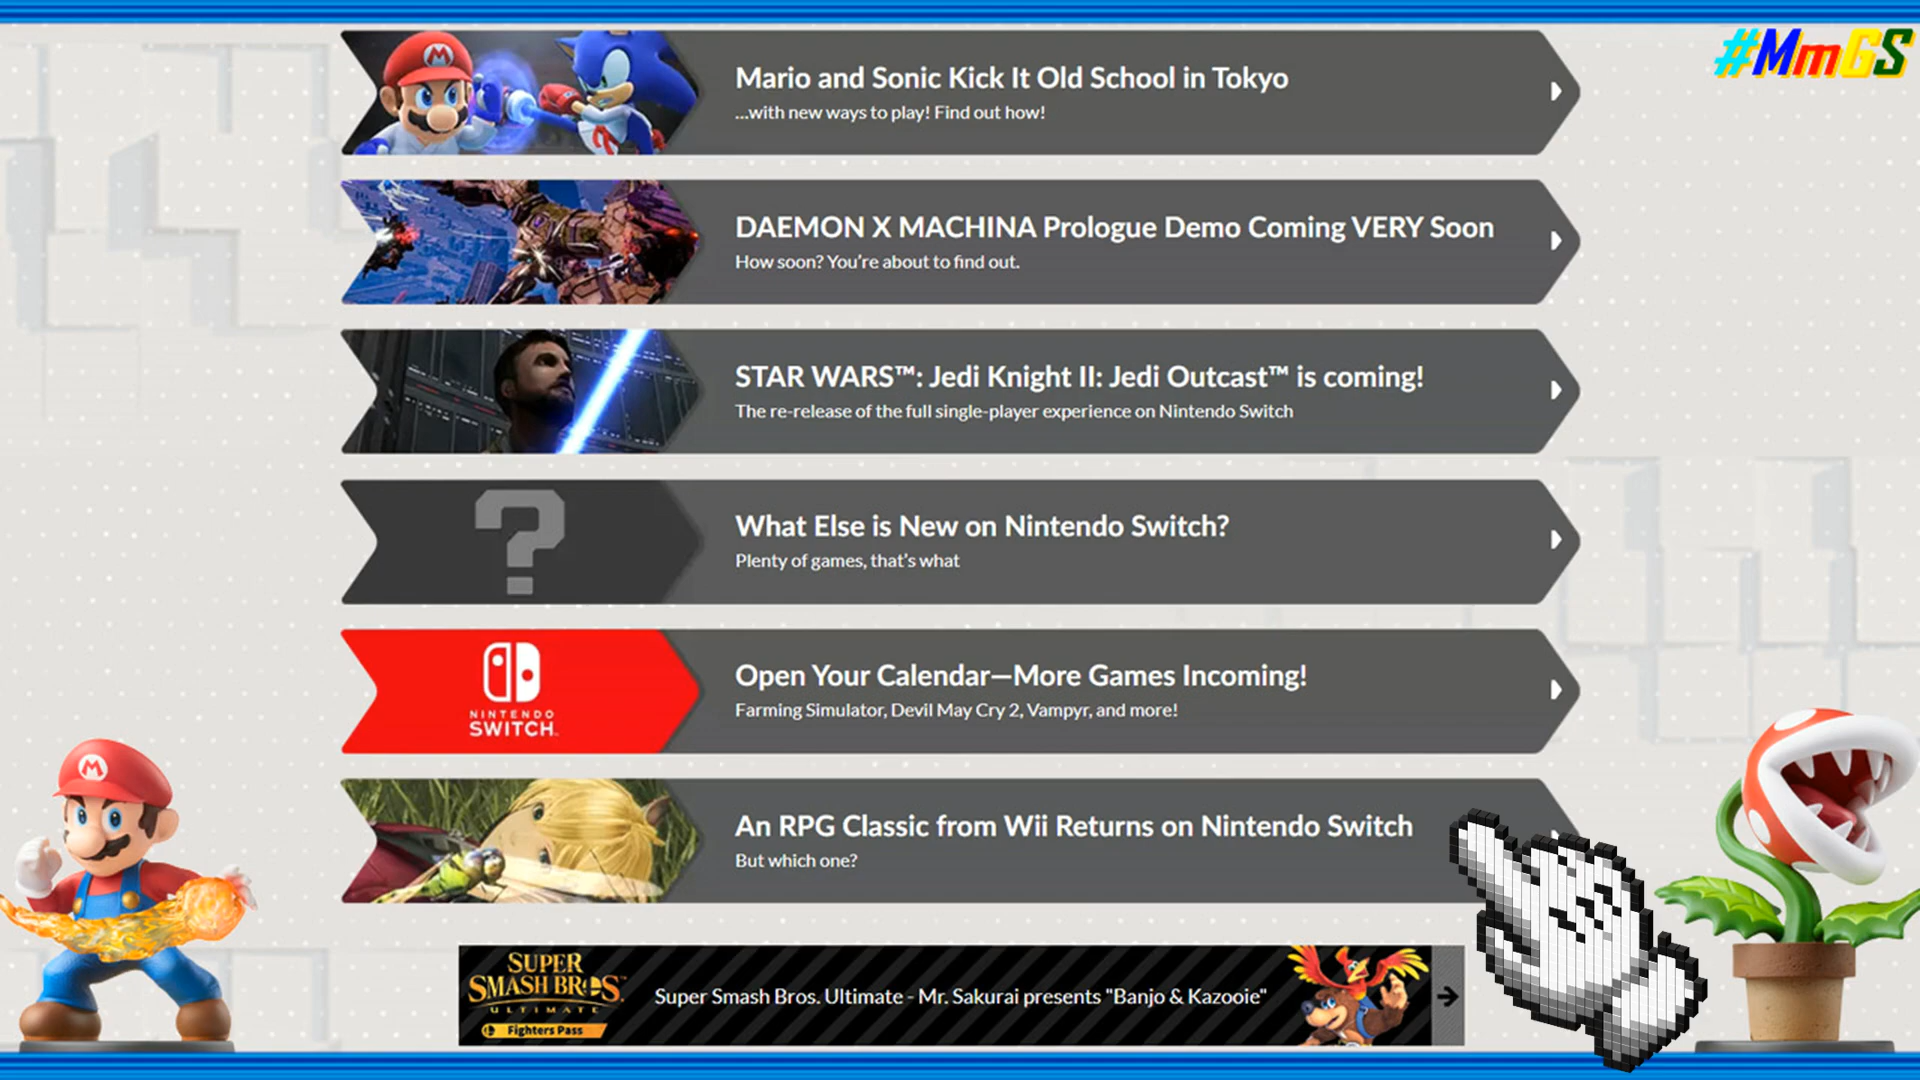 #MmGS
Mario and Sonic Kick It Old School in Tokyo
...with new ways to play! Find out how!
DAEMON X MACHINA Prologue Demo Coming VERY Soon
How soon? You're about to find out.
STAR WARS™: Jedi Knight II: Jedi Outcast™ is coming!
The re-release of the full single-player experience on Nintendo Switch
?
What Else is New on Nintendo Switch?
Plenty of games, that's what
NINTENDO
SWITCH™
Open Your Calendar—More Games Incoming!
Farming Simulator, Devil May Cry 2, Vampyr, and more!
An RPG Classic from Wii Returns on Nintendo Switch
But which one?
SUPER
SMASH BROS.™
ULTIMATE
Fighters Pass
Super Smash Bros. Ultimate - Mr. Sakurai presents "Banjo & Kazooie"
M
M